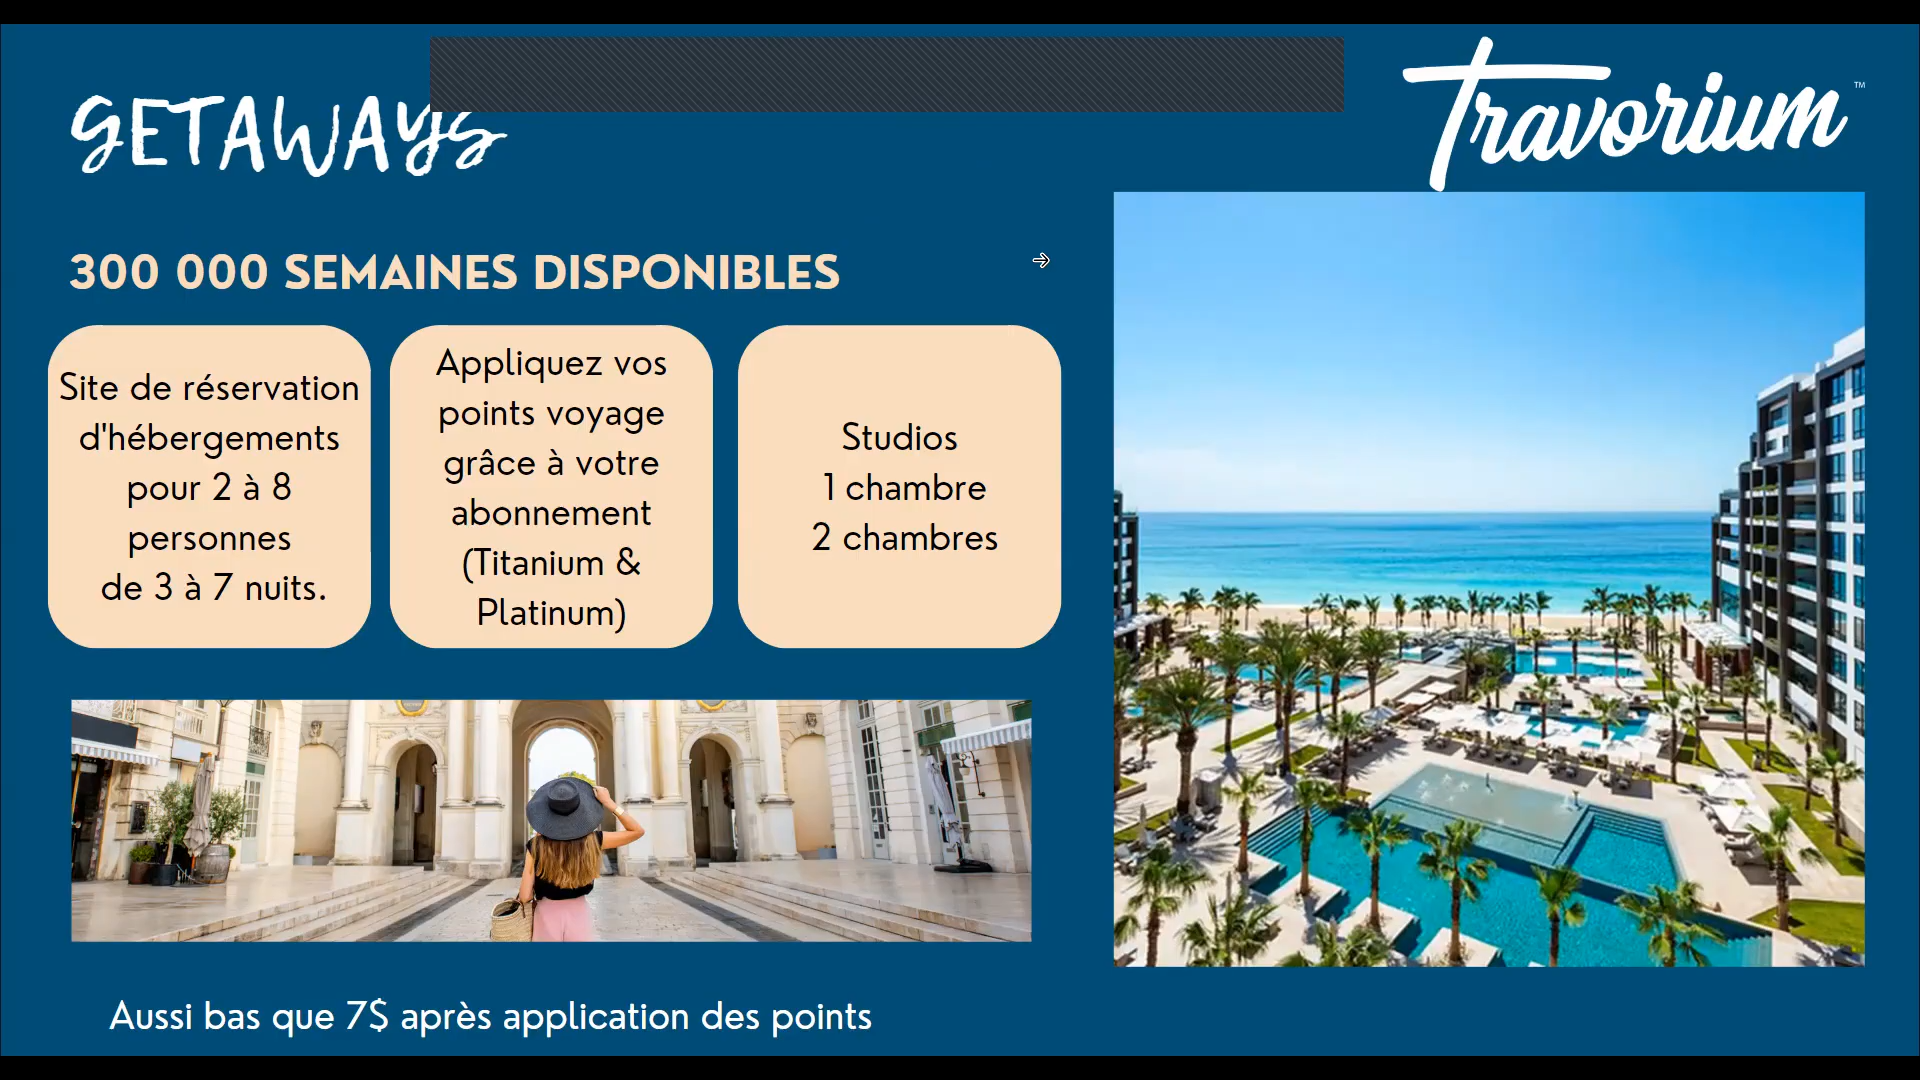 GETAWAYS
Travorium™
300 000 SEMAINES DISPONIBLES
Site de réservation
d'hébergements
pour 2 à 8
personnes
de 3 à 7 nuits.
Appliquez vos
points voyage
grâce à votre
abonnement
(Titanium &
Platinum)
Studios
1 chambre
2 chambres
Aussi bas que 7$ après application des points